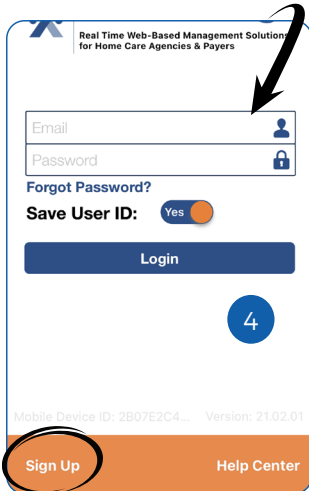 Real Time Web-Based Management Solutions
for Home Care Agencies & Payers
Email
Password
Forgot Password?
Save User ID: Yes
Login
4
Mobile Device ID: 2B07E2C4... Version: 21.02.01
Sign Up Help Center